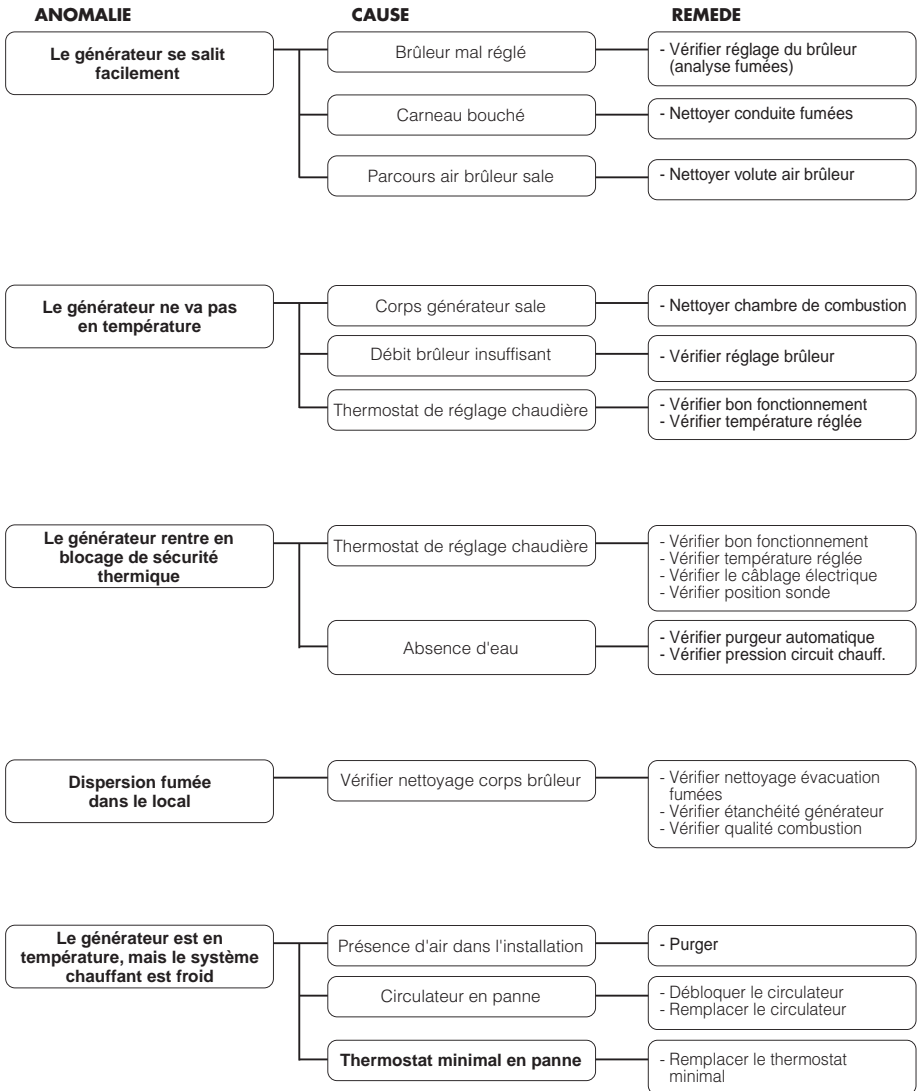 ANOMALIE CAUSE REMEDE
Le générateur se salit
facilement
Brûleur mal réglé
- Vérifier réglage du brûleur
(analyse fumées)
Carneau bouché
- Nettoyer conduite fumées
Parcours air brûleur sale
- Nettoyer volute air brûleur
Le générateur ne va pas
en température
Corps générateur sale
- Nettoyer chambre de combustion
Débit brûleur insuffisant
- Vérifier réglage brûleur
Thermostat de réglage chaudière
- Vérifier bon fonctionnement
- Vérifier température réglée
Le générateur rentre en
blocage de sécurité
thermique
Thermostat de réglage chaudière
- Vérifier bon fonctionnement
- Vérifier température réglée
- Vérifier le câblage électrique
- Vérifier position sonde
Absence d'eau
- Vérifier purgeur automatique
- Vérifier pression circuit chauff.
Dispersion fumée
dans le local
Vérifier nettoyage corps brûleur
- Vérifier nettoyage évacuation
fumées
- Vérifier étanchéité générateur
- Vérifier qualité combustion
Le générateur est en
température, mais le système
chauffant est froid
Présence d'air dans l'installation
- Purger
Circulateur en panne
- Débloquer le circulateur
- Remplacer le circulateur
Thermostat minimal en panne
- Remplacer le thermostat
minimal